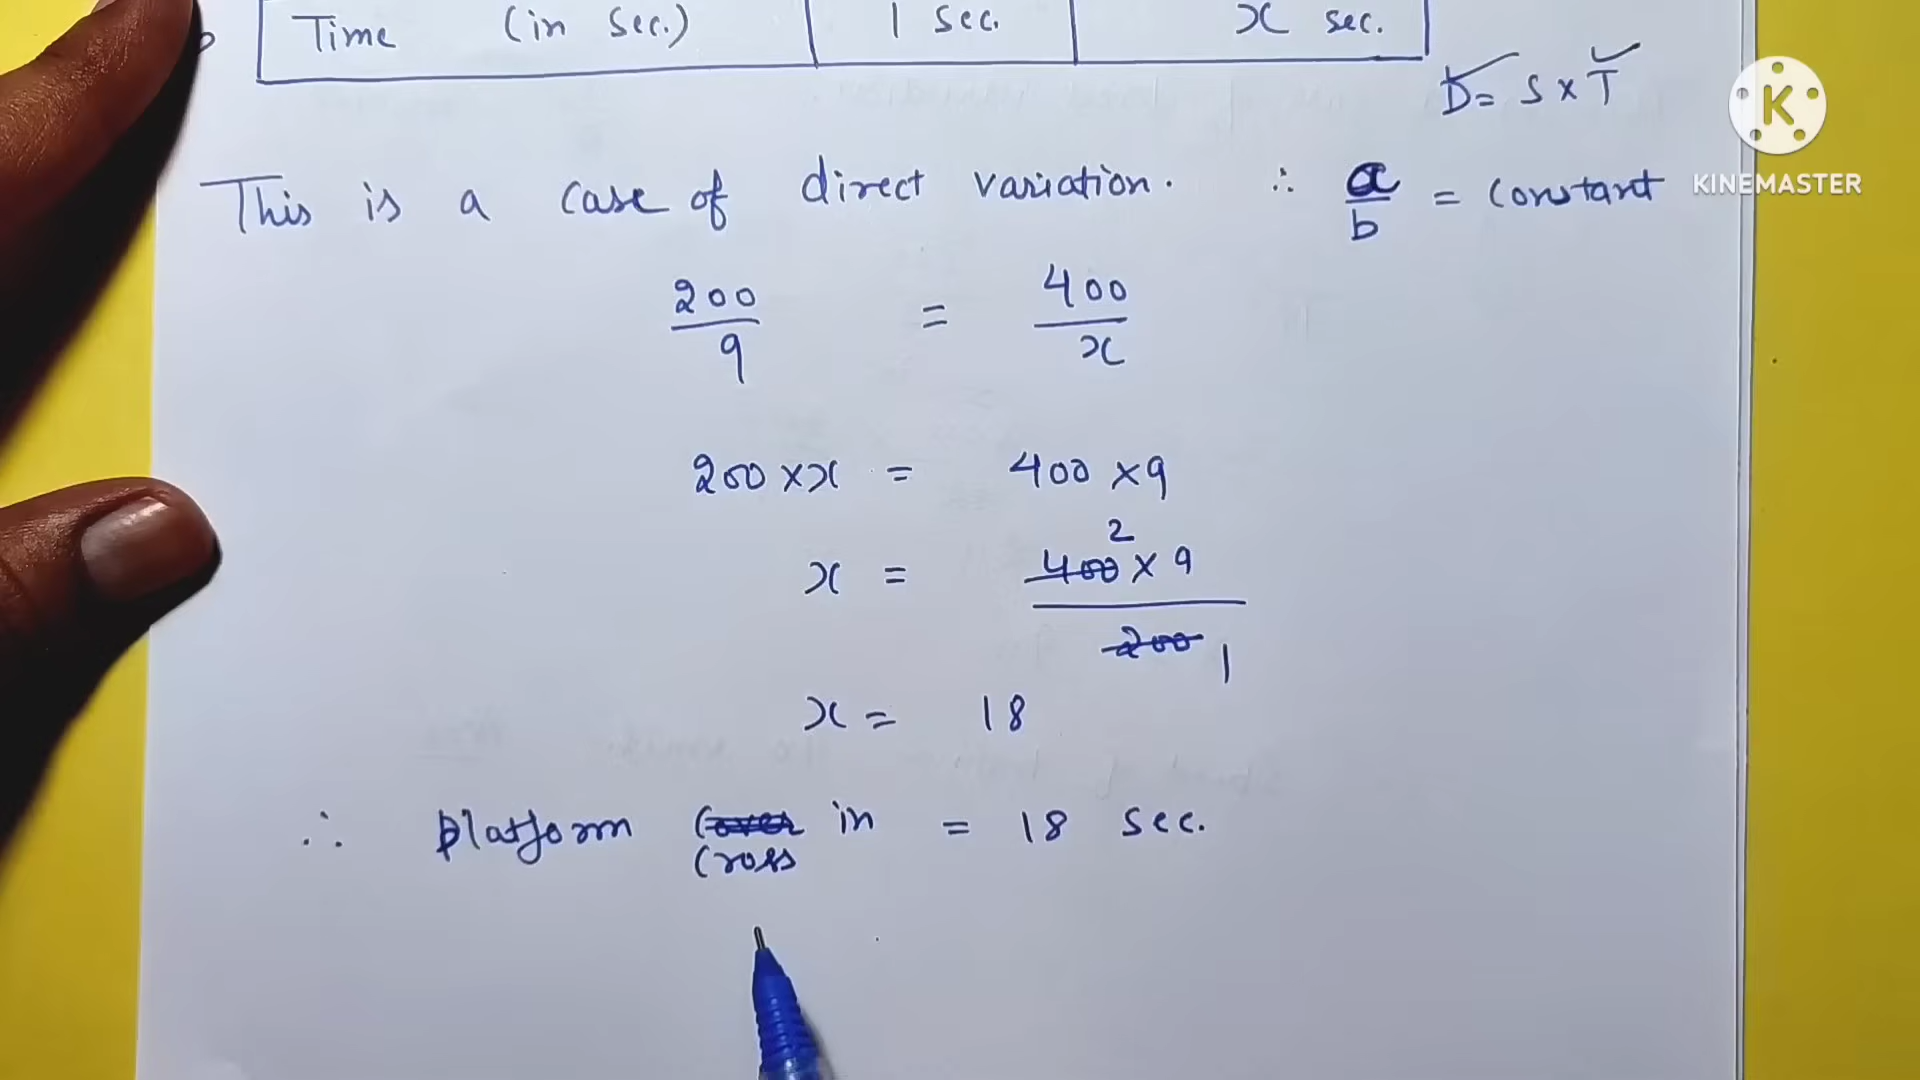 Time (in Sec.) 1 Sec. x sec.
D = S × T
This is a case of direct variation. ∴ a/b = constant
200/9 = 400/x
200 × x = 400 × 9
x = 400 2 × 9 / 200 1
x = 18
∴ Platform Cover in = 18 Sec.
Cross
K
KINEMASTER